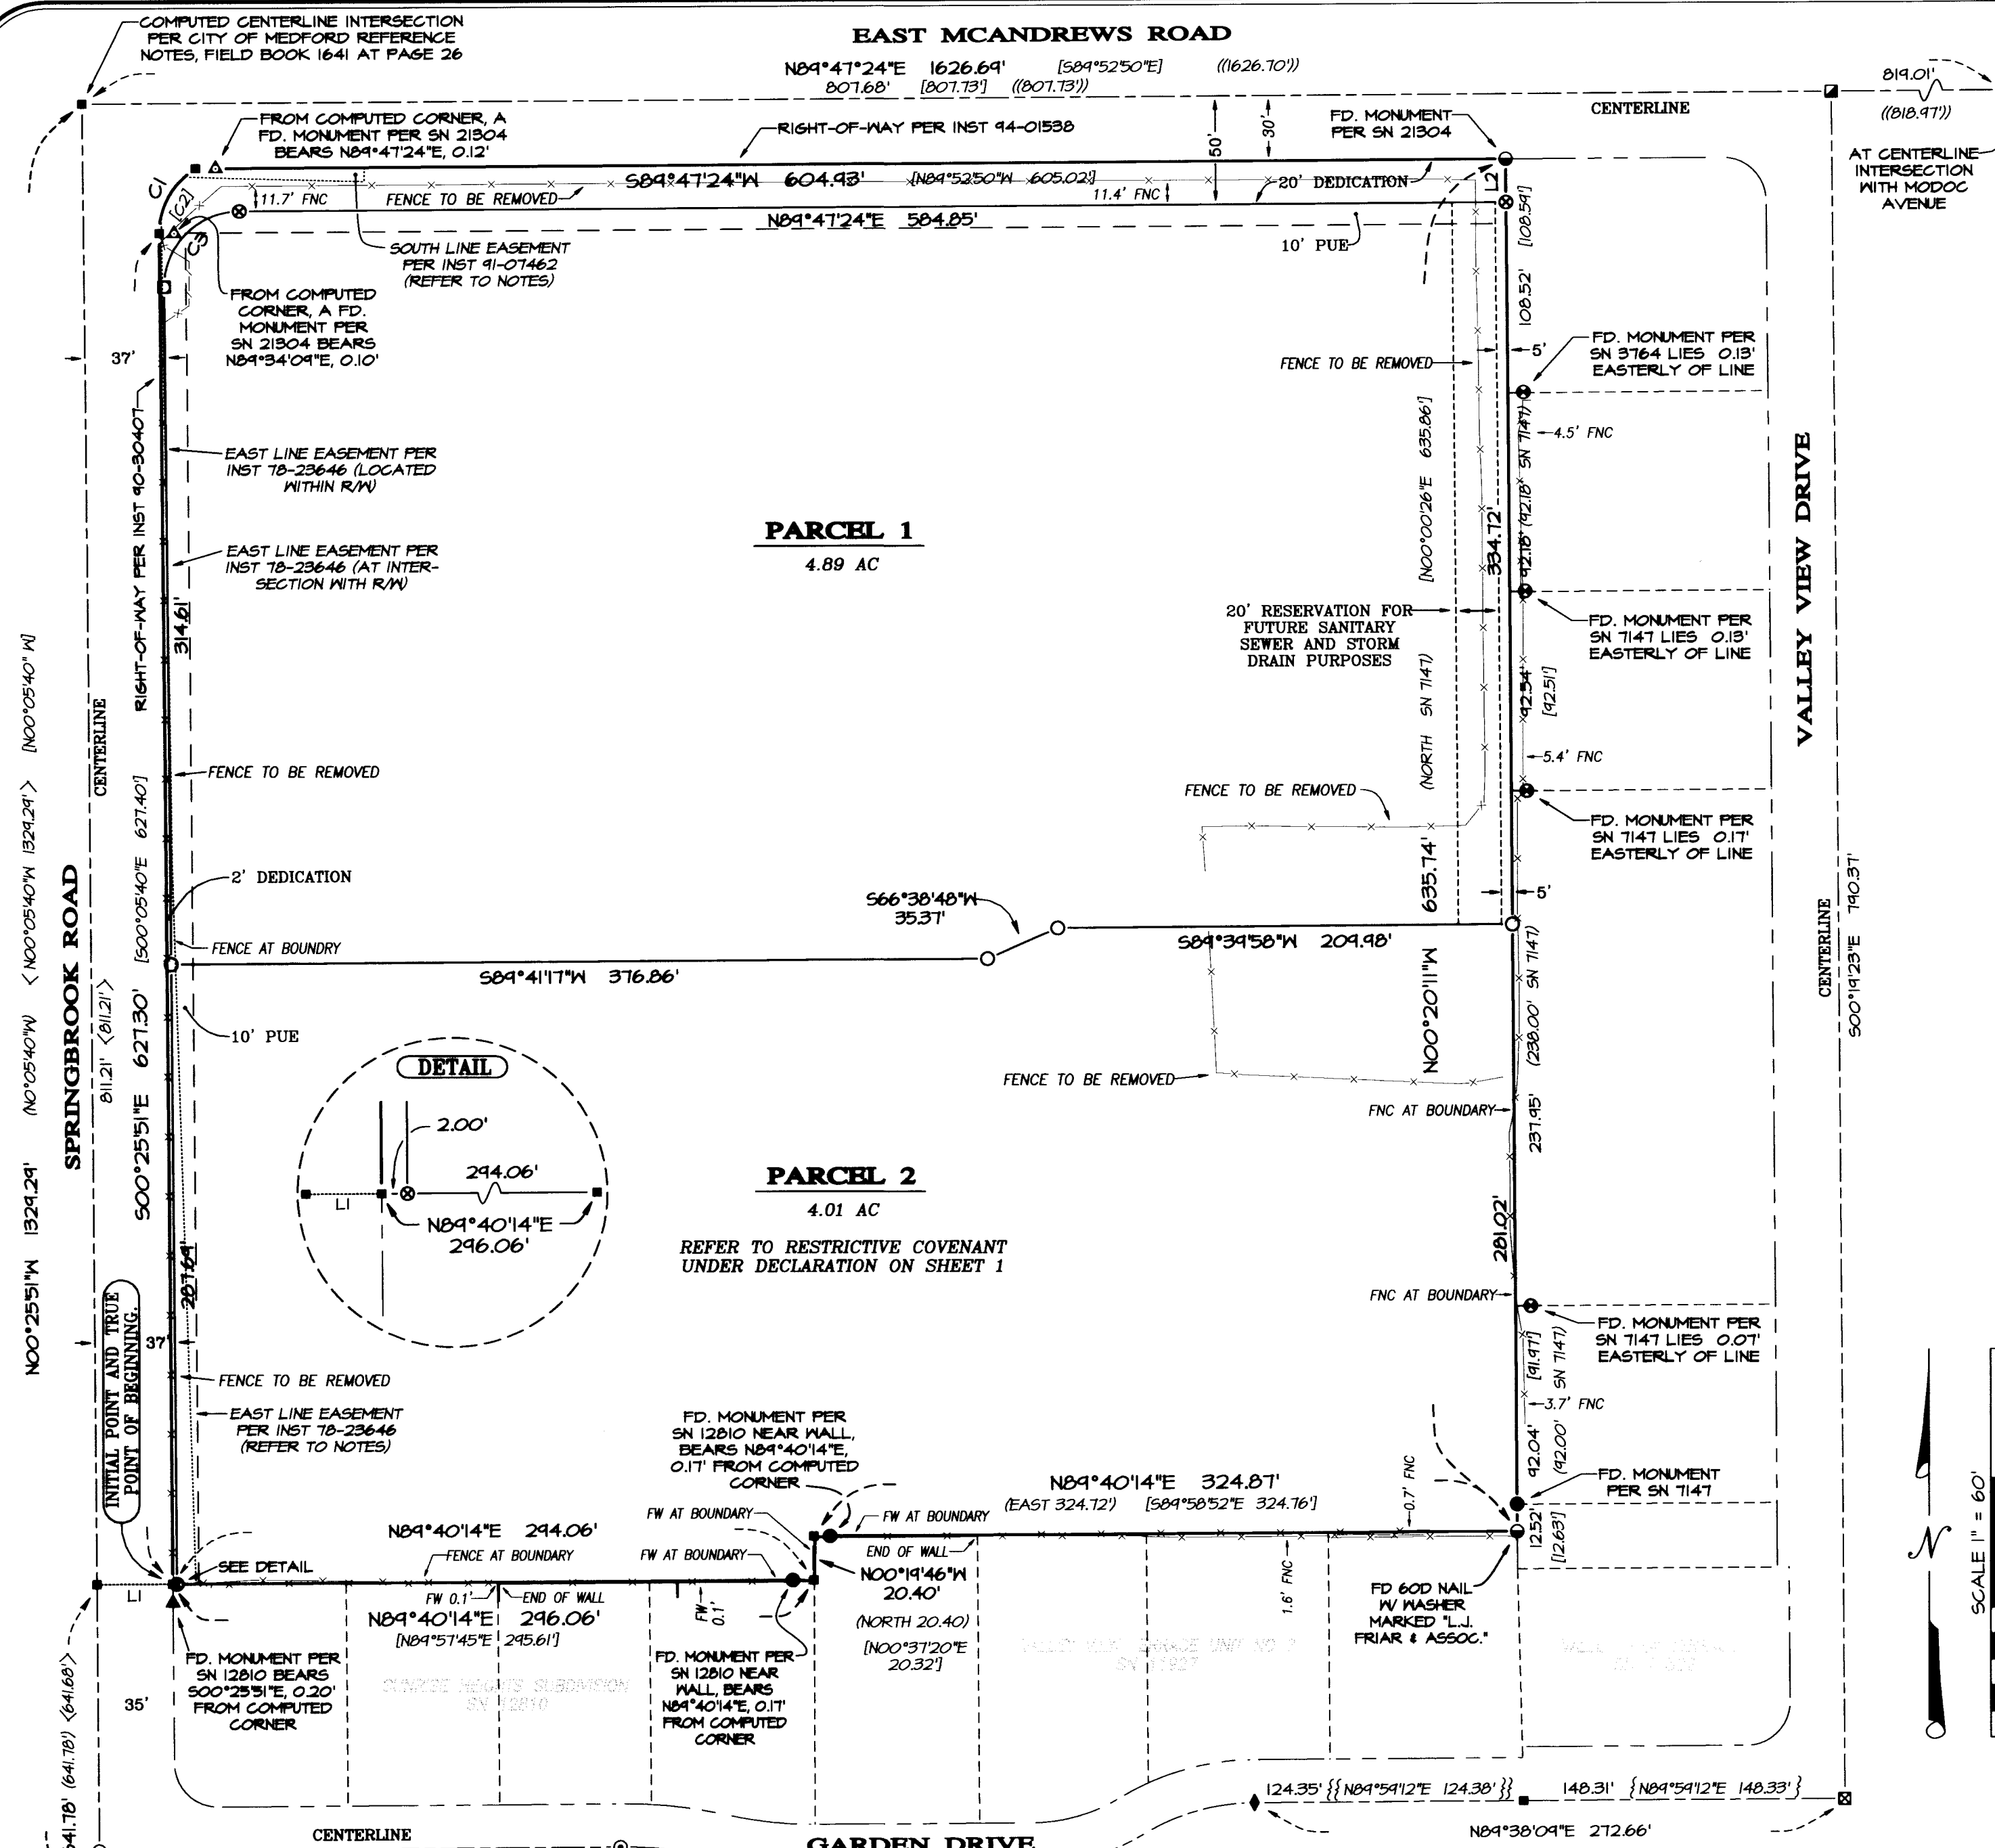 COMPUTED CENTERLINE INTERSECTION
PER CITY OF MEDFORD REFERENCE
NOTES, FIELD BOOK 1641 AT PAGE 26
EAST MCANDREWS ROAD
N89°47'24"E 1626.69' [S89°52'50"E] ((1626.70'))
807.68' [807.73'] ((807.73'))
819.01'
((818.97'))
CENTERLINE
AT CENTERLINE
INTERSECTION
WITH MODOC
AVENUE
FROM COMPUTED CORNER, A
FD. MONUMENT PER SN 21304
BEARS N89°47'24"E, 0.12'
RIGHT-OF-WAY PER INST 94-01538
50'
30'
FD. MONUMENT
PER SN 21304
C1
[C2]
C3
S89°47'24"W 604.93' [N89°52'50"W 605.02']
20' DEDICATION
L2
11.7' FNC
FENCE TO BE REMOVED
11.4' FNC
N89°47'24"E 584.85'
10' PUE
[108.59']
108.52'
SOUTH LINE EASEMENT
PER INST 91-07462
(REFER TO NOTES)
FROM COMPUTED
CORNER, A FD.
MONUMENT PER
SN 21304 BEARS
N89°34'09"E, 0.10'
37'
RIGHT-OF-WAY PER INST 90-30407
FENCE TO BE REMOVED
5'
FD. MONUMENT PER
SN 3764 LIES 0.13'
EASTERLY OF LINE
4.5' FNC
EAST LINE EASEMENT PER
INST 78-23646 (LOCATED
WITHIN R/W)
EAST LINE EASEMENT PER
INST 78-23646 (AT INTER-
SECTION WITH R/W)
314.61'
PARCEL 1
4.89 AC
[N00°00'26"E 635.86']
(NORTH SN 7147)
334.72'
92.18' (92.18' SN 7147)
VALLEY VIEW DRIVE
20' RESERVATION FOR
FUTURE SANITARY
SEWER AND STORM
DRAIN PURPOSES
FD. MONUMENT PER
SN 7147 LIES 0.13'
EASTERLY OF LINE
92.54'
[92.51']
5.4' FNC
FENCE TO BE REMOVED
CENTERLINE
FENCE TO BE REMOVED
FD. MONUMENT PER
SN 7147 LIES 0.17'
EASTERLY OF LINE
N00°25'51"W 1329.29' (N0°05'40"W) <N00°05'40"W 1329.29'> [N00°05'40"W]
SPRINGBROOK ROAD
811.21' <811.21'>
S00°25'51"E 627.30' [S00°05'40"E 627.40']
2' DEDICATION
FENCE AT BOUNDRY
S66°38'48"W
35.37'
5'
N00°20'11"W 635.74'
S89°41'17"W 376.86'
S89°39'58"W 209.98'
CENTERLINE
S00°19'23"E 790.37'
10' PUE
DETAIL
2.00'
294.06'
L1
N89°40'14"E
296.06'
FENCE TO BE REMOVED
FNC AT BOUNDARY
237.95'
(238.00' SN 7147)
PARCEL 2
4.01 AC
REFER TO RESTRICTIVE COVENANT
UNDER DECLARATION ON SHEET 1
281.02'
FNC AT BOUNDARY
287.69'
37'
INITIAL POINT AND TRUE
POINT OF BEGINNING.
FD. MONUMENT PER
SN 7147 LIES 0.07'
EASTERLY OF LINE
[91.97']
(92.00' SN 7147)
92.04'
3.7' FNC
FENCE TO BE REMOVED
EAST LINE EASEMENT
PER INST 78-23646
(REFER TO NOTES)
FD. MONUMENT PER
SN 12810 NEAR WALL,
BEARS N89°40'14"E,
0.17' FROM COMPUTED
CORNER
N89°40'14"E 324.87'
(EAST 324.72') [S89°58'52"E 324.76']
0.7' FNC
FD. MONUMENT
PER SN 7147
FW AT BOUNDARY
FW AT BOUNDARY
N89°40'14"E 294.06'
SEE DETAIL
FENCE AT BOUNDARY
FW AT BOUNDARY
END OF WALL
12.52'
[12.63']
L1
FW 0.1'
END OF WALL
FW
0.1'
N00°19'46"W
20.40'
(NORTH 20.40)
[N00°37'20"E
20.32']
1.6' FNC
FD 60D NAIL
W/ WASHER
MARKED "L.J.
FRIAR & ASSOC."
N89°40'14"E 296.06'
[N89°57'45"E 295.61']
FD. MONUMENT PER
SN 12810 BEARS
S00°25'51"E, 0.20'
FROM COMPUTED
CORNER
SUNRISE HEIGHTS SUBDIVISION
SN 12810
FD. MONUMENT PER
SN 12810 NEAR
WALL, BEARS
N89°40'14"E, 0.17'
FROM COMPUTED
CORNER
35'
641.78' (641.78') <641.68'>
N
SCALE 1" = 60'
124.35' {{N89°59'12"E 124.38'}} 148.31' {N89°59'12"E 148.33'}
N89°38'09"E 272.66'
CENTERLINE
GARDEN DRIVE